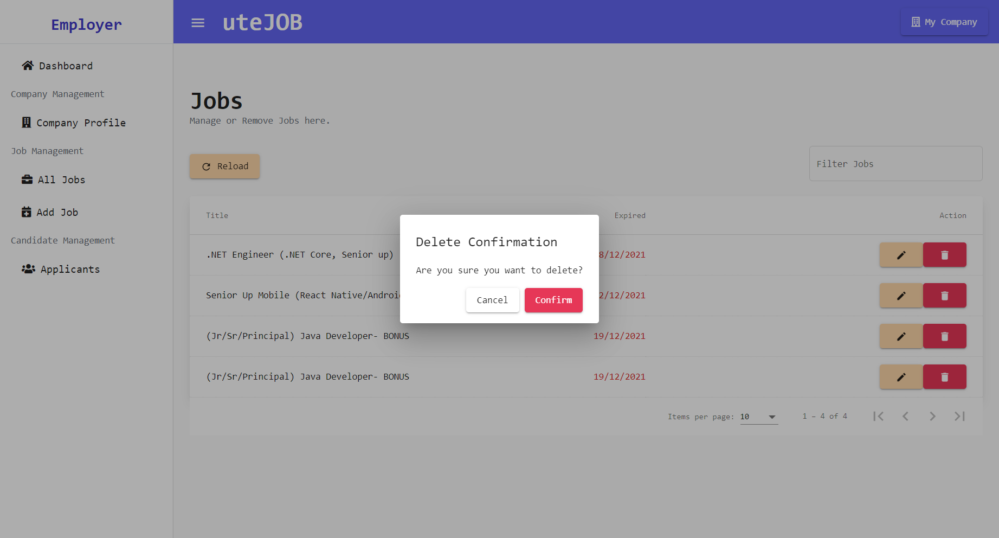 Employer
uteJOB
My Company
Dashboard
Company Management
Company Profile
Job Management
All Jobs
Add Job
Candidate Management
Applicants
Jobs
Manage or Remove Jobs here.
Reload
Filter Jobs
Title
Expired
Action
.NET Engineer (.NET Core, Senior up)
8/12/2021
Senior Up Mobile (React Native/Androi
2/12/2021
(Jr/Sr/Principal) Java Developer- BONUS
19/12/2021
(Jr/Sr/Principal) Java Developer- BONUS
19/12/2021
Items per page: 10
1 – 4 of 4
Delete Confirmation
Are you sure you want to delete?
Cancel
Confirm